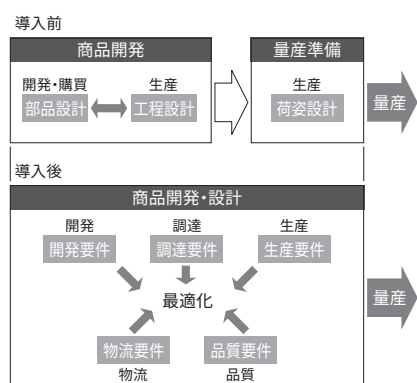 導入前
商品開発
量産準備
開発・購買
生産
生産
部品設計
工程設計
荷姿設計
量産
導入後
商品開発・設計
開発
調達
生産
開発要件
調達要件
生産要件
最適化
量産
物流要件
品質要件
物流
品質